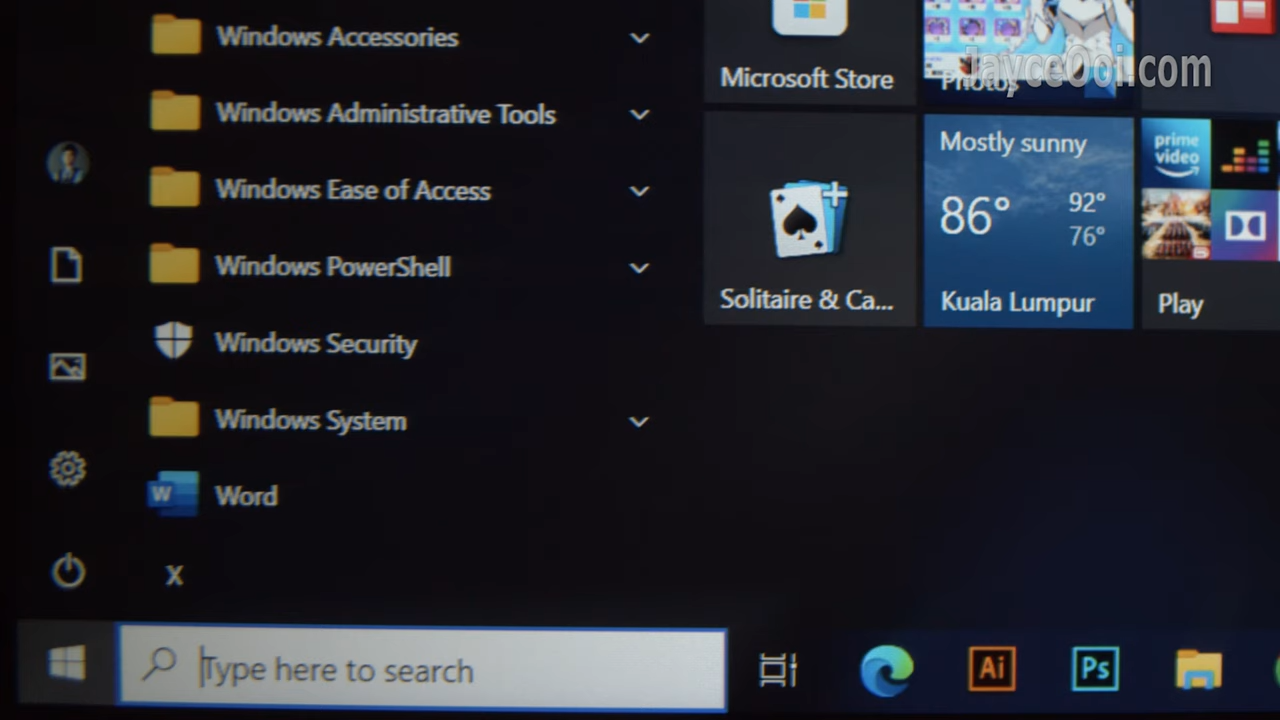 Windows Accessories
Windows Administrative Tools
Windows Ease of Access
Windows PowerShell
Windows Security
Windows System
W
Word
X
Type here to search
Microsoft Store
Photos
JayceOoi.com
Solitaire & Ca...
Mostly sunny
86°
92°
76°
Kuala Lumpur
prime
video
Play
Ai
Ps